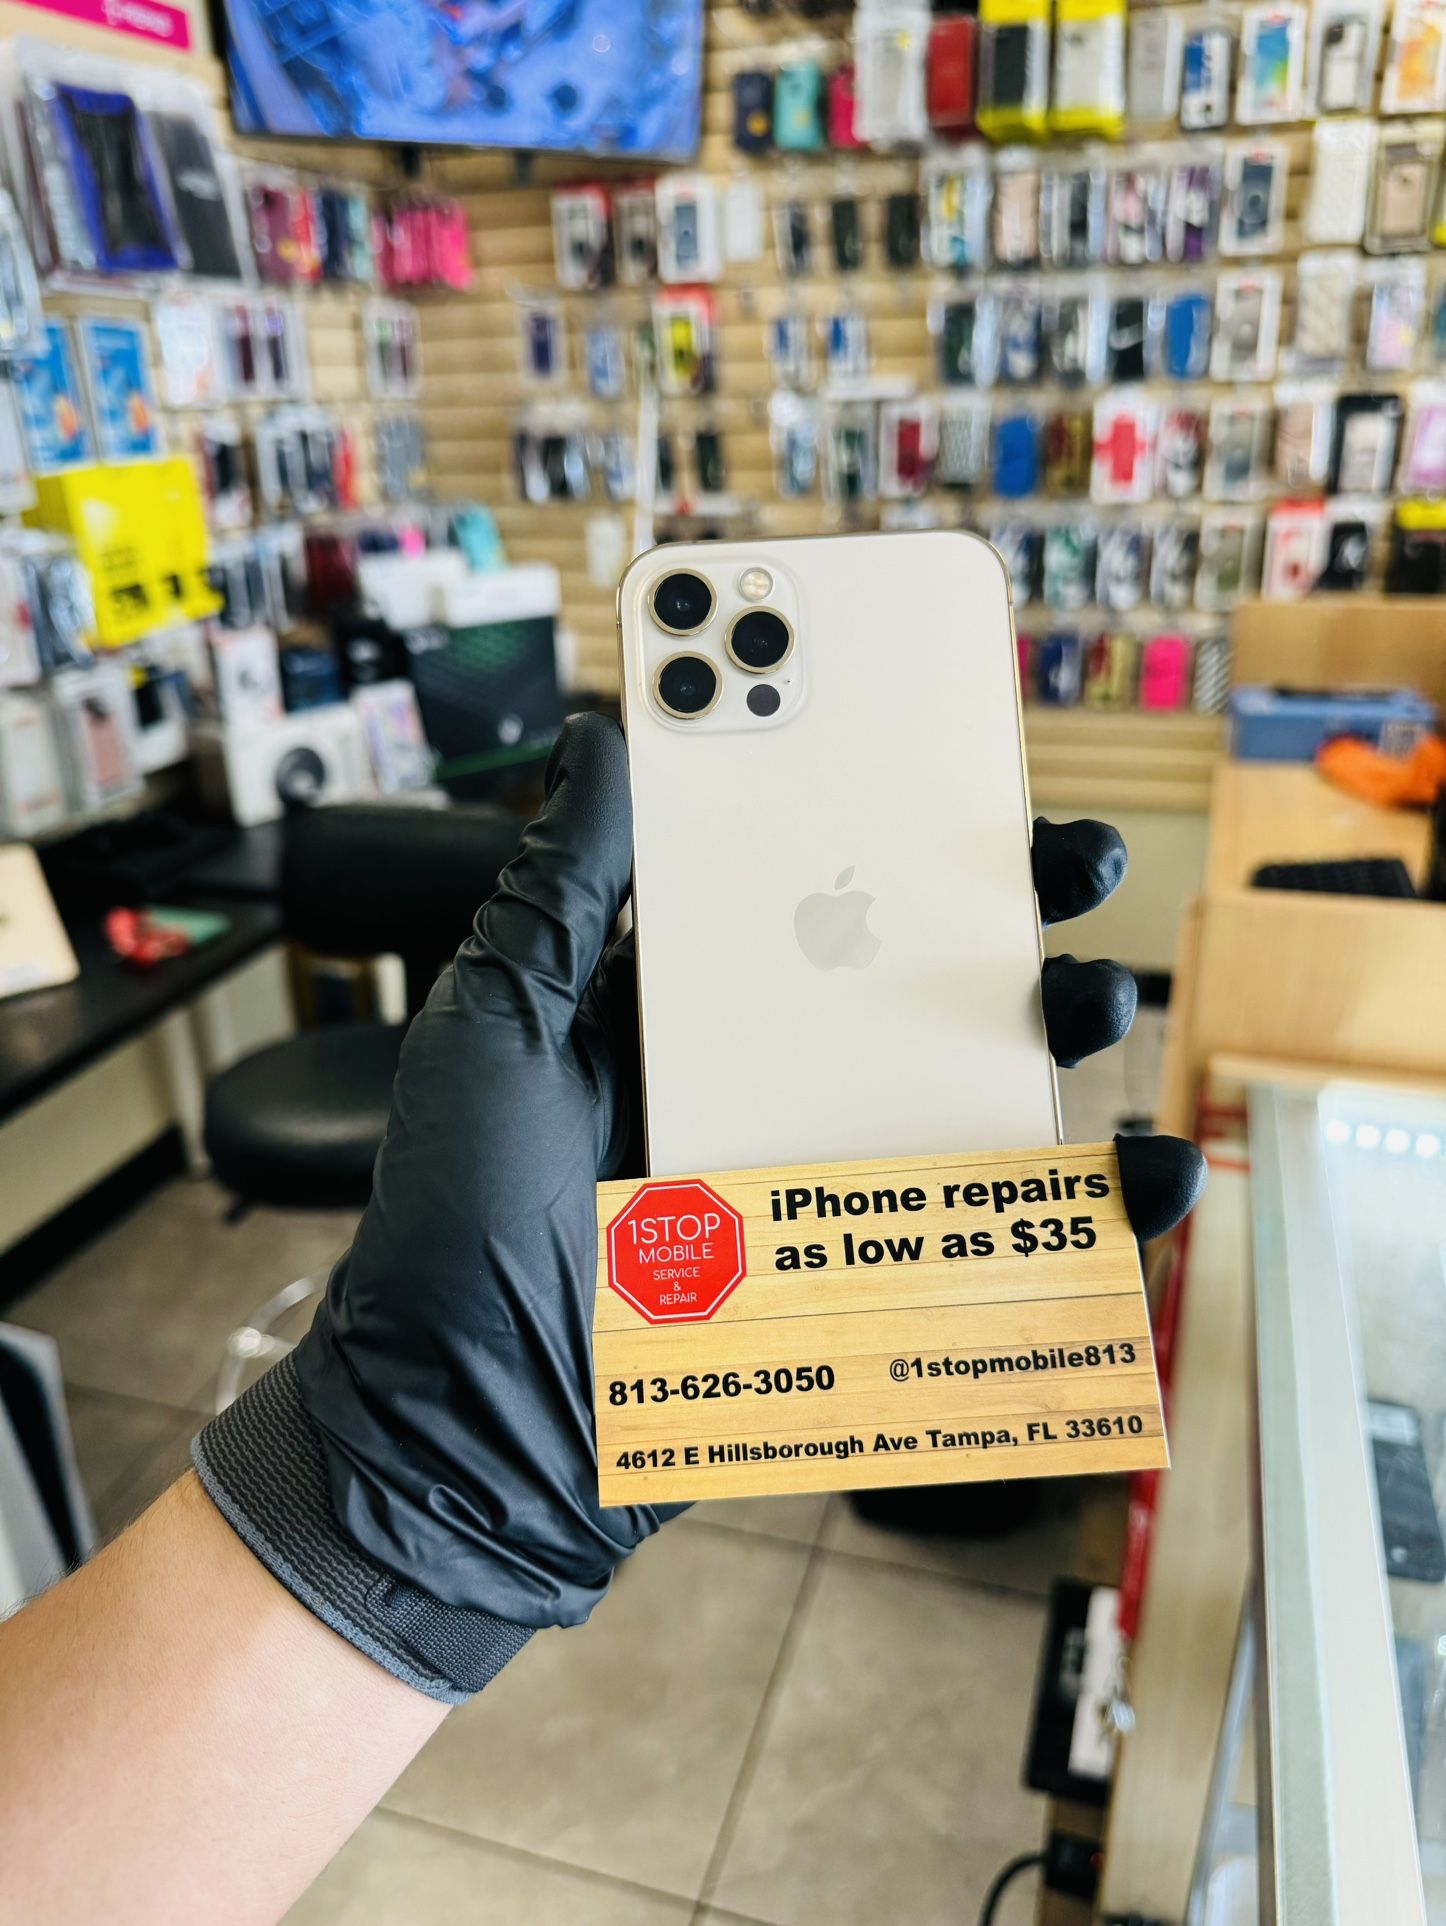 1STOP
MOBILE
SERVICE
&
REPAIR
iPhone repairs
as low as $35
813-626-3050
@1stopmobile813
4612 E Hillsborough Ave Tampa, FL 33610